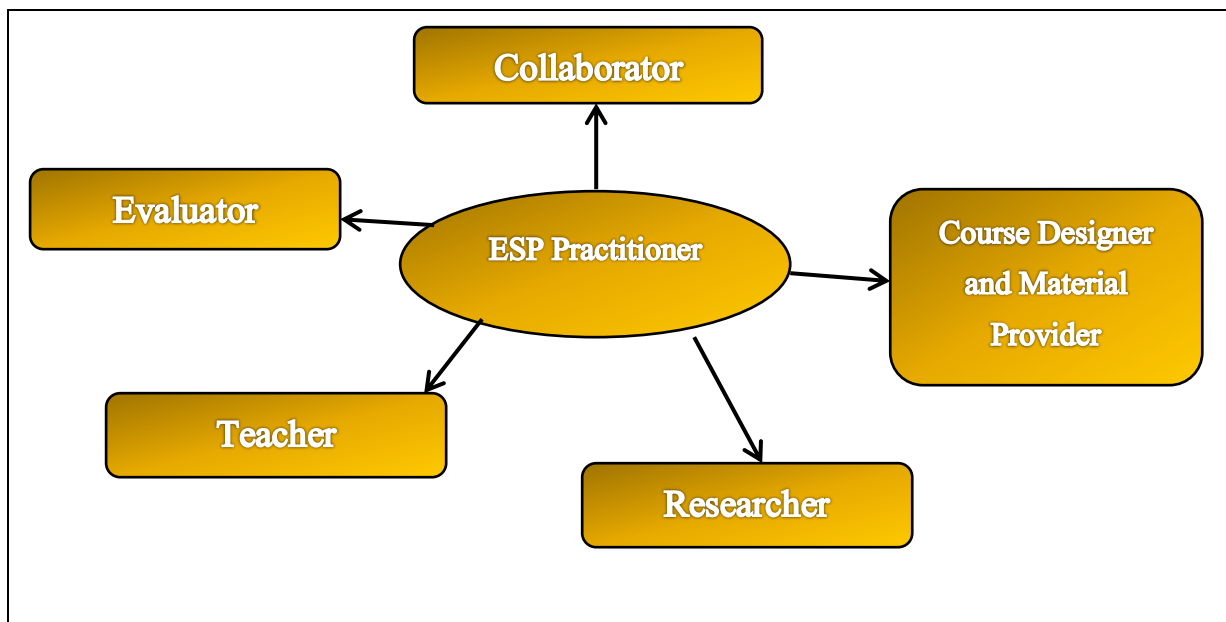 Collaborator
Evaluator
ESP Practitioner
Course Designer
and Material
Provider
Teacher
Researcher